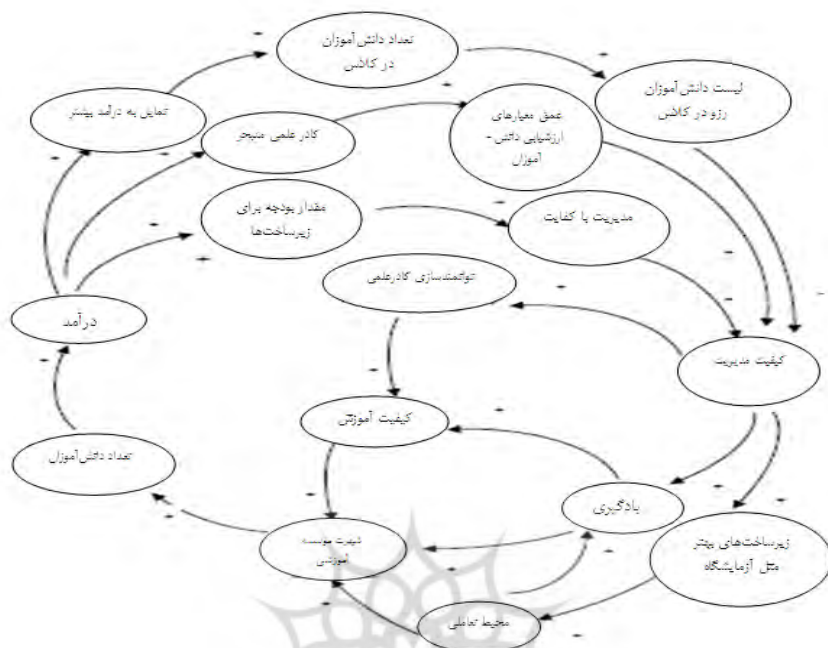 تعداد دانش‌آموزان
در کلاس
لیست دانش‌آموزان
رزو در کلاس
تمایل به درآمد بیشتر
کادر علمی متبحر
عمق معیارهای
ارزشیابی دانش-
آموزان
مقدار بودجه برای
زیرساخت‌ها
مدیریت با کفایت
توانمندسازی کادرعلمی
درآمد
کیفیت مدیریت
کیفیت آموزش
تعداد دانش‌آموزان
یادگیری
شهرت موسسه
آموزشی
زیرساخت‌های بهتر
مثل آزمایشگاه
محیط تعاملی